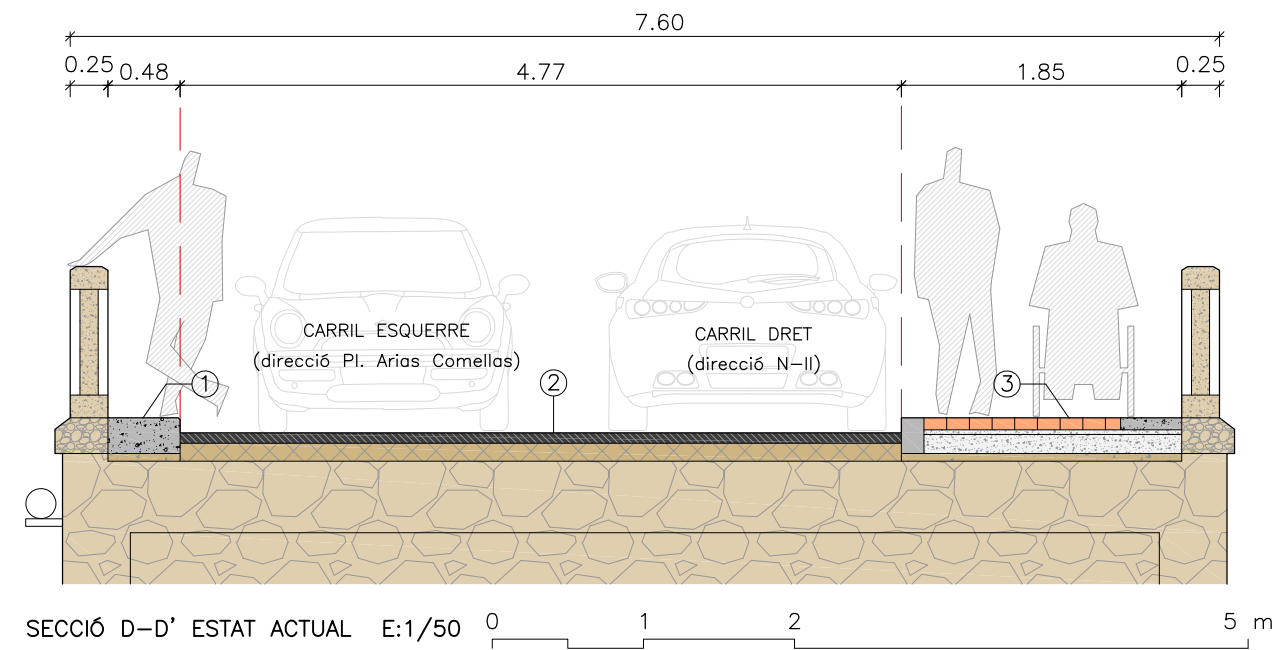 7.60
0.25 0.48 4.77 1.85 0.25
CARRIL ESQUERRE
(direcció Pl. Arias Comellas)
CARRIL DRET
(direcció N-II)
1
2
3
SECCIÓ D-D' ESTAT ACTUAL E:1/50
0 1 2 5 m